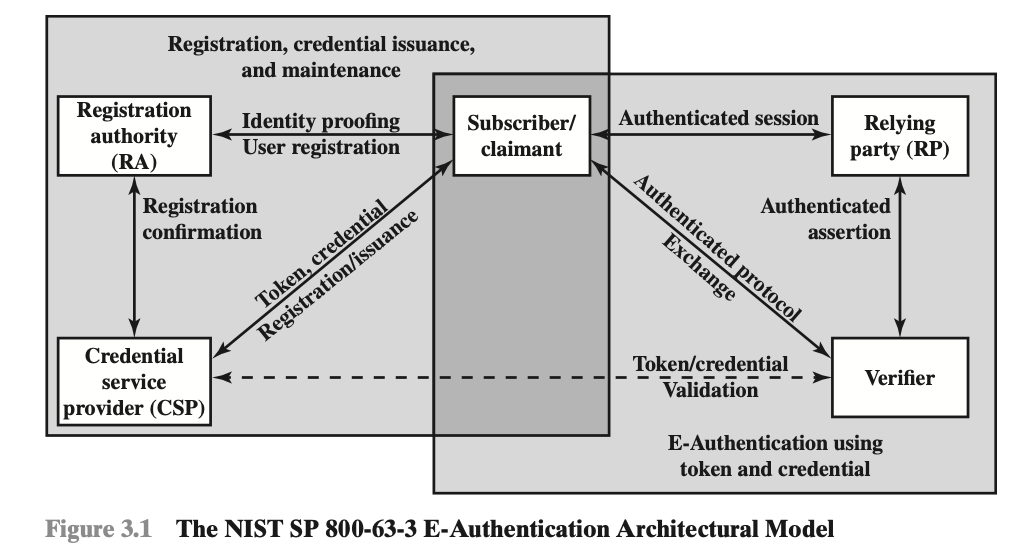 Registration, credential issuance,
and maintenance
Registration
authority
(RA)
Identity proofing
User registration
Subscriber/
claimant
Authenticated session
Relying
party (RP)
Registration
confirmation
Token, credential
Registration/issuance
Authenticated protocol
Exchange
Authenticated
assertion
Credential
service
provider (CSP)
Token/credential
Validation
Verifier
E-Authentication using
token and credential
Figure 3.1 The NIST SP 800-63-3 E-Authentication Architectural Model